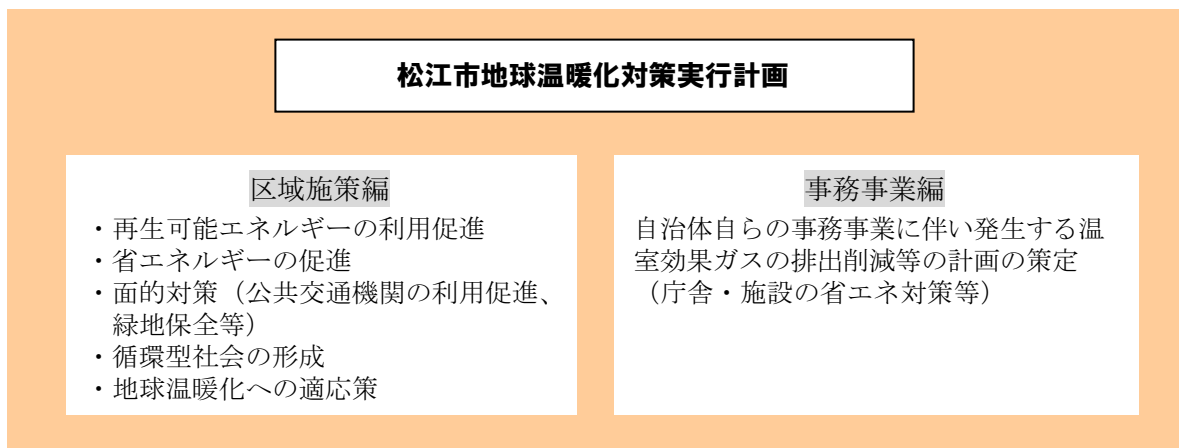 松江市地球温暖化対策実行計画
区域施策編
・再生可能エネルギーの利用促進
・省エネルギーの促進
・面的対策（公共交通機関の利用促進、
緑地保全等）
・循環型社会の形成
・地球温暖化への適応策
事務事業編
自治体自らの事務事業に伴い発生する温
室効果ガスの排出削減等の計画の策定
（庁舎・施設の省エネ対策等）